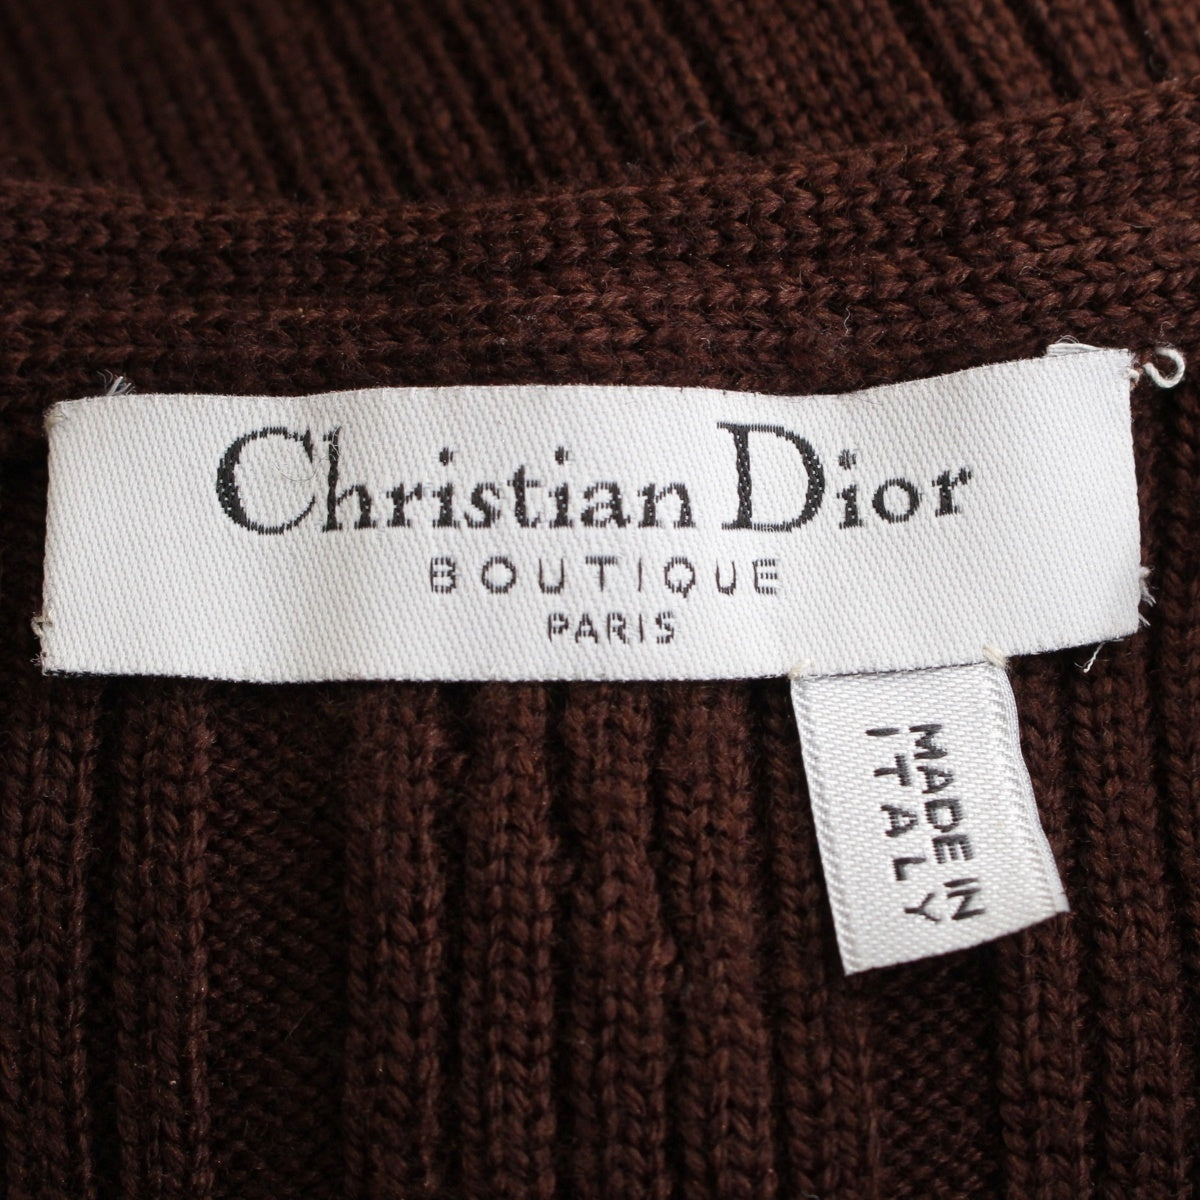 Christian Dior
BOUTIQUE
PARIS
MADE IN
ITALY